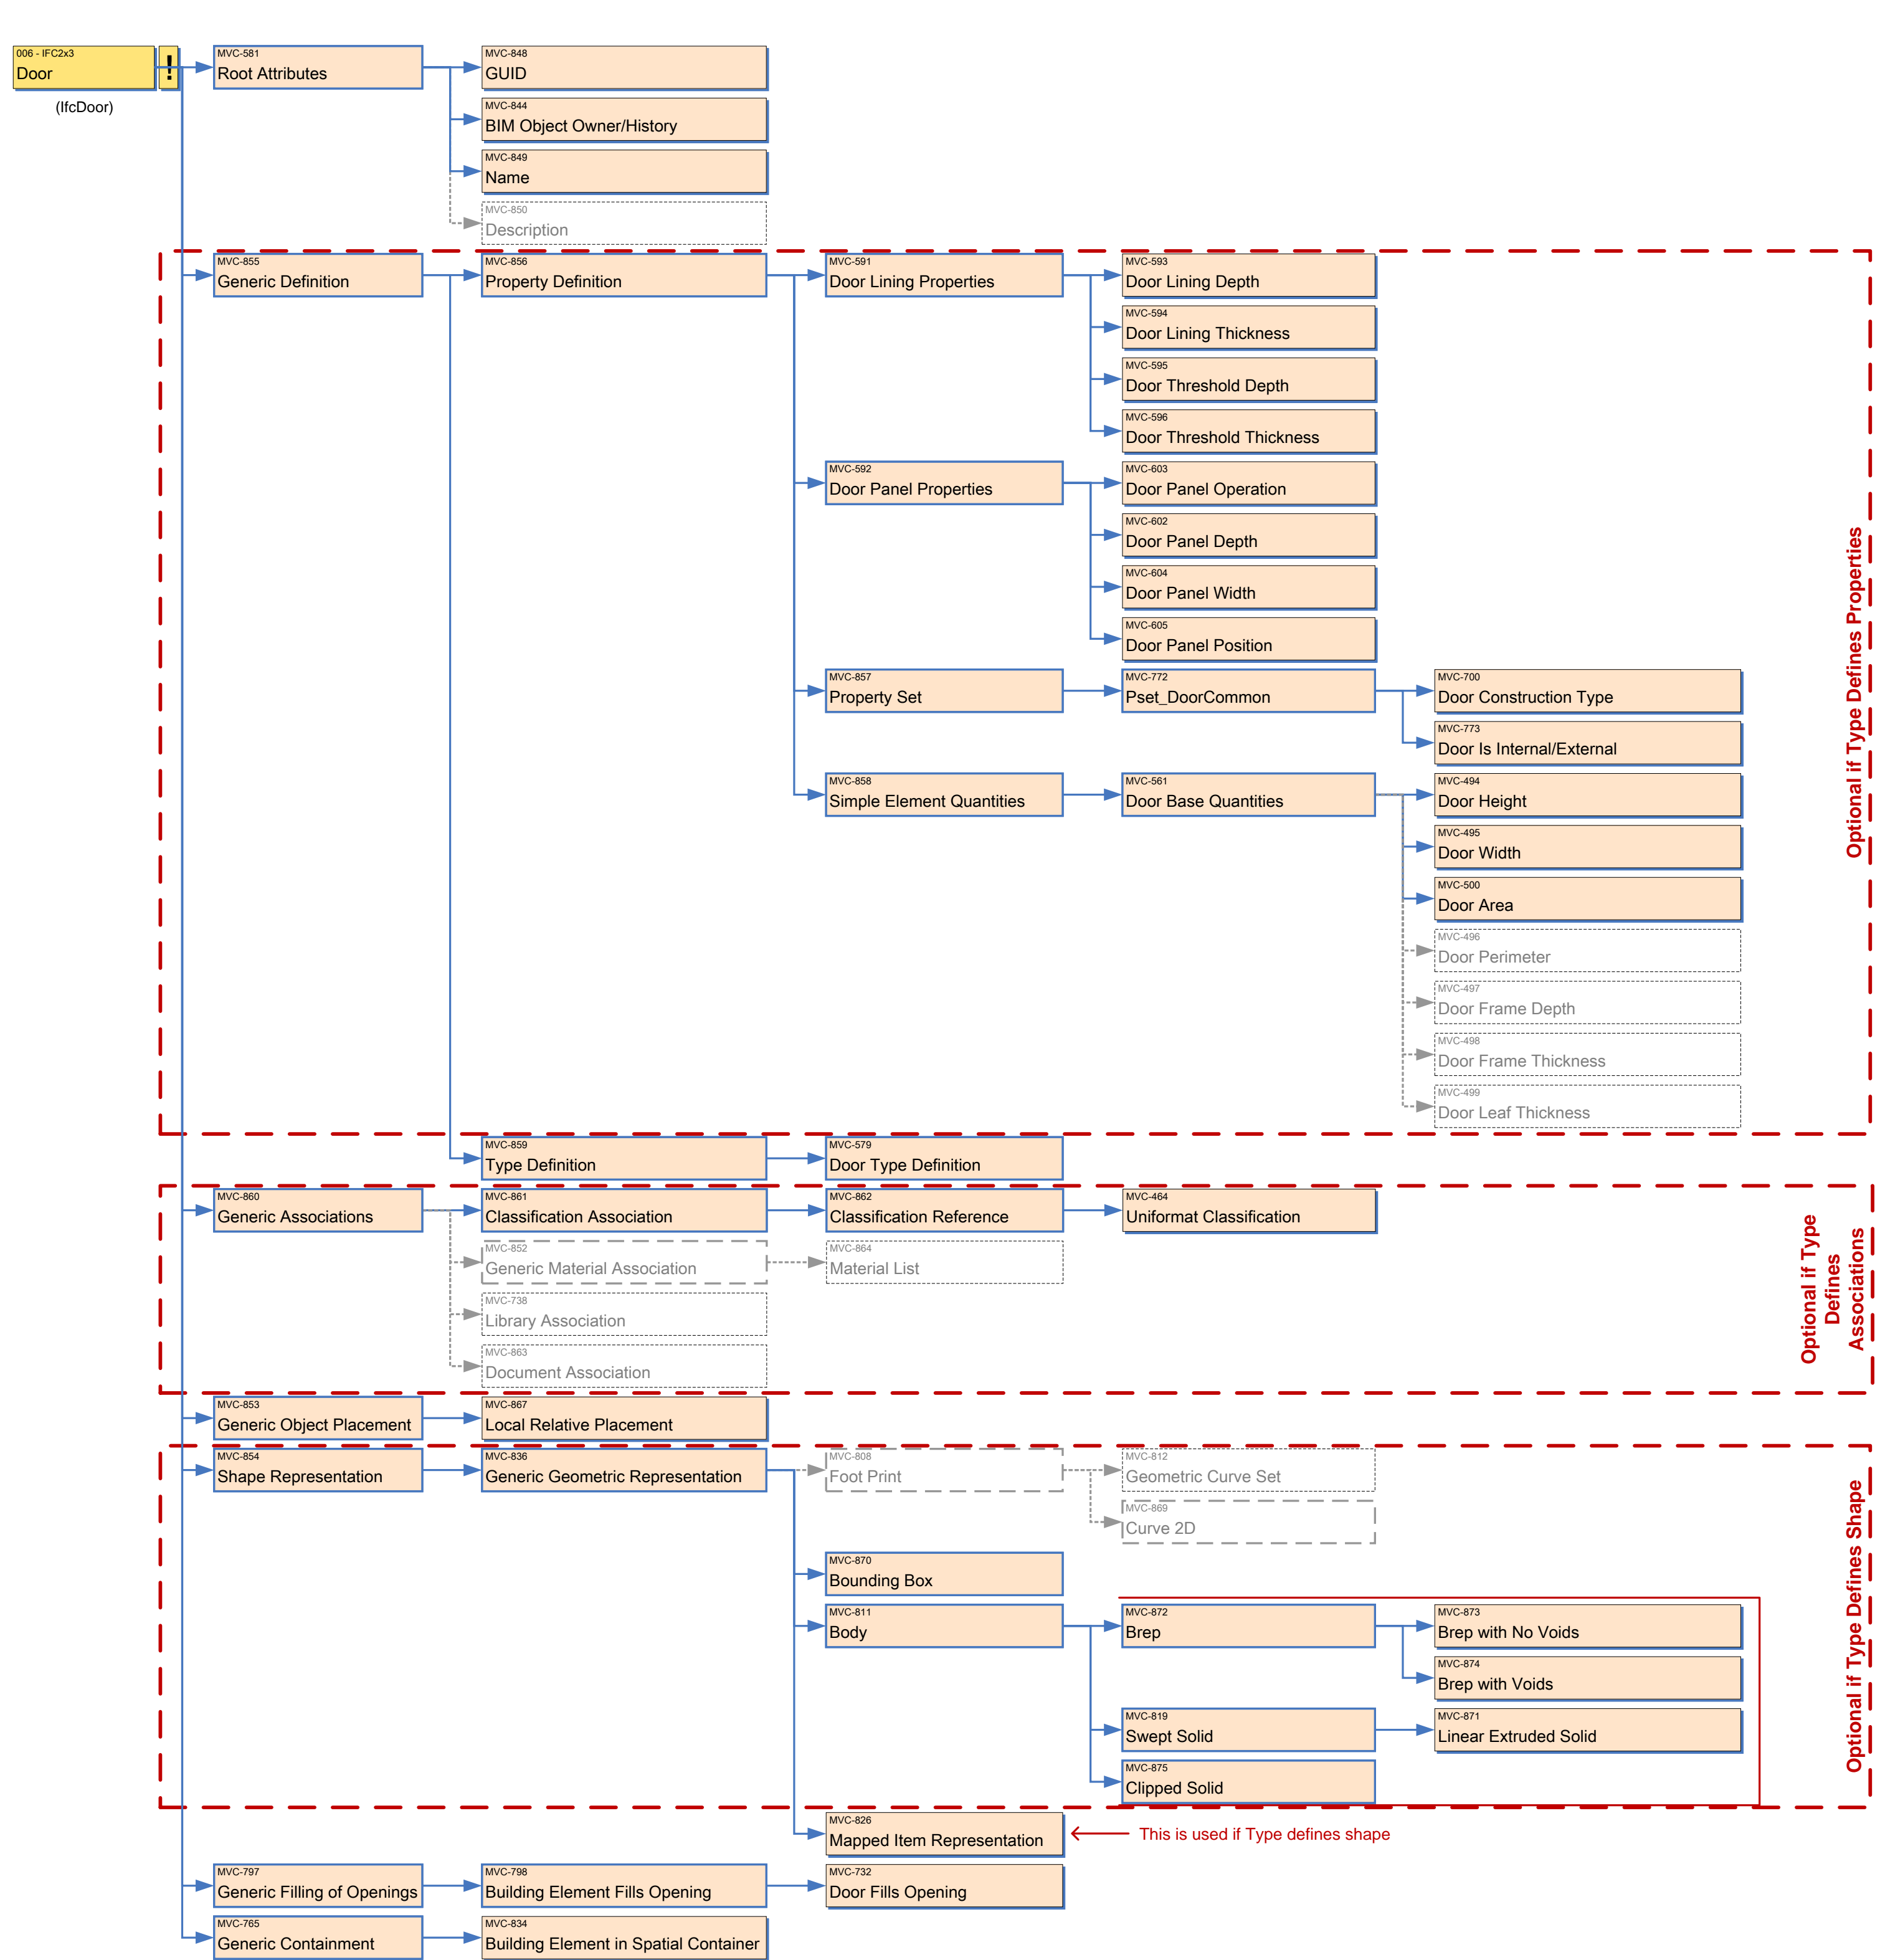 006 - IFC2x3
Door
!
(IfcDoor)
MVC-581
Root Attributes
MVC-848
GUID
MVC-844
BIM Object Owner/History
MVC-849
Name
MVC-850
Description
MVC-855
Generic Definition
MVC-856
Property Definition
MVC-591
Door Lining Properties
MVC-593
Door Lining Depth
MVC-594
Door Lining Thickness
MVC-595
Door Threshold Depth
MVC-596
Door Threshold Thickness
MVC-592
Door Panel Properties
MVC-603
Door Panel Operation
MVC-602
Door Panel Depth
MVC-604
Door Panel Width
MVC-605
Door Panel Position
MVC-857
Property Set
MVC-772
Pset_DoorCommon
MVC-700
Door Construction Type
MVC-773
Door Is Internal/External
MVC-858
Simple Element Quantities
MVC-561
Door Base Quantities
MVC-494
Door Height
MVC-495
Door Width
MVC-500
Door Area
MVC-496
Door Perimeter
MVC-497
Door Frame Depth
MVC-498
Door Frame Thickness
MVC-499
Door Leaf Thickness
Optional if Type Defines Properties
MVC-859
Type Definition
MVC-579
Door Type Definition
MVC-860
Generic Associations
MVC-861
Classification Association
MVC-862
Classification Reference
MVC-464
Uniformat Classification
MVC-852
Generic Material Association
MVC-864
Material List
MVC-738
Library Association
MVC-863
Document Association
Optional if Type
Defines
Associations
MVC-853
Generic Object Placement
MVC-867
Local Relative Placement
MVC-854
Shape Representation
MVC-836
Generic Geometric Representation
MVC-808
Foot Print
MVC-812
Geometric Curve Set
MVC-869
Curve 2D
MVC-870
Bounding Box
MVC-811
Body
MVC-872
Brep
MVC-873
Brep with No Voids
MVC-874
Brep with Voids
MVC-819
Swept Solid
MVC-871
Linear Extruded Solid
MVC-875
Clipped Solid
Optional if Type Defines Shape
MVC-826
Mapped Item Representation
This is used if Type defines shape
MVC-797
Generic Filling of Openings
MVC-798
Building Element Fills Opening
MVC-732
Door Fills Opening
MVC-765
Generic Containment
MVC-834
Building Element in Spatial Container